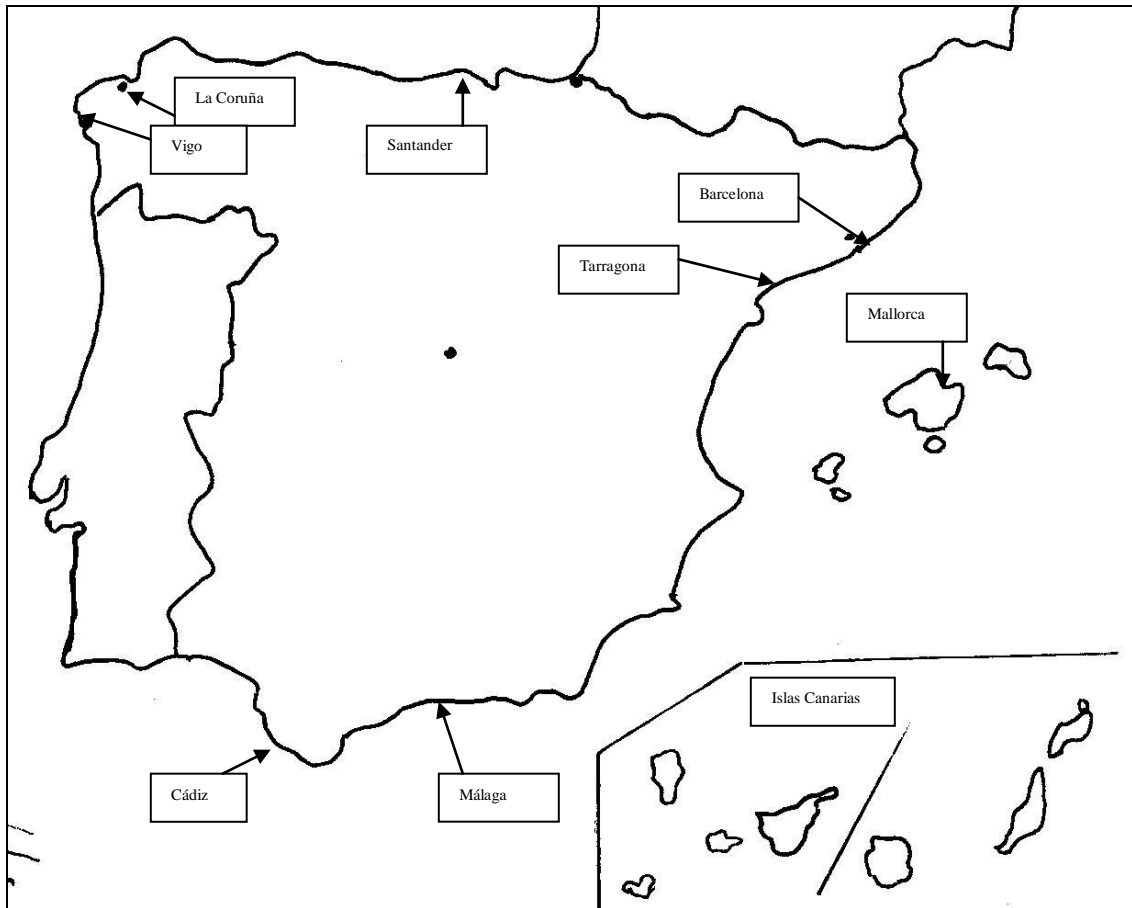 La Coruña
Vigo
Santander
Barcelona
Tarragona
Mallorca
Islas Canarias
Cádiz
Málaga